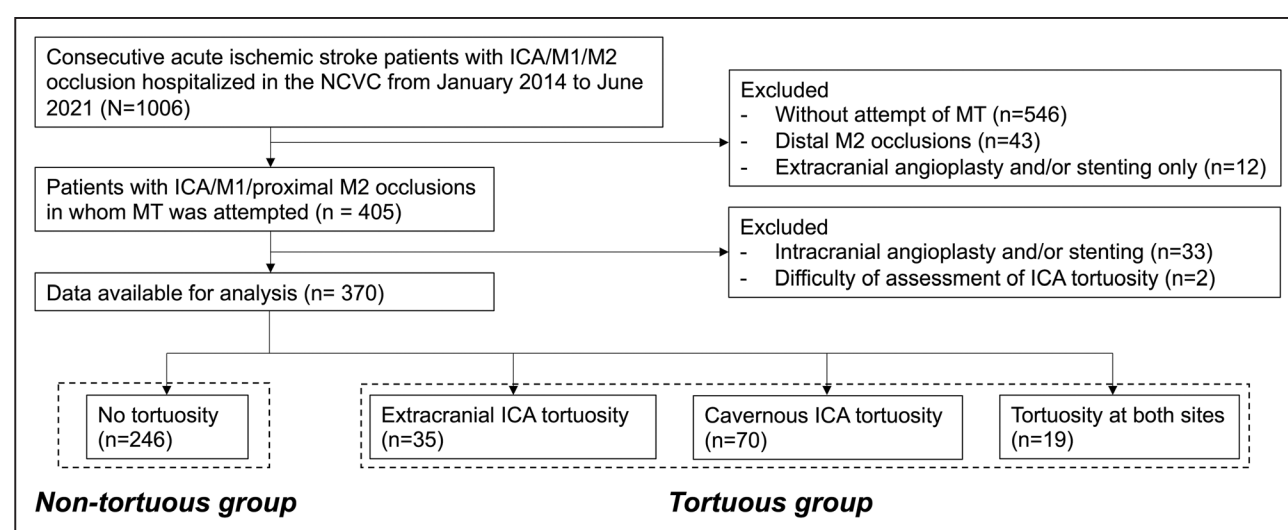 Consecutive acute ischemic stroke patients with ICA/M1/M2
occlusion hospitalized in the NCVC from January 2014 to June
2021 (N=1006)
Excluded
- Without attempt of MT (n=546)
- Distal M2 occlusions (n=43)
- Extracranial angioplasty and/or stenting only (n=12)
Patients with ICA/M1/proximal M2 occlusions
in whom MT was attempted (n = 405)
Excluded
- Intracranial angioplasty and/or stenting (n=33)
- Difficulty of assessment of ICA tortuosity (n=2)
Data available for analysis (n= 370)
No tortuosity
(n=246)
Extracranial ICA tortuosity
(n=35)
Cavernous ICA tortuosity
(n=70)
Tortuosity at both sites
(n=19)
Non-tortuous group
Tortuous group